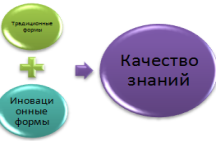 Традиционные
формы
Иноваци
онные
формы
Качество
знаний